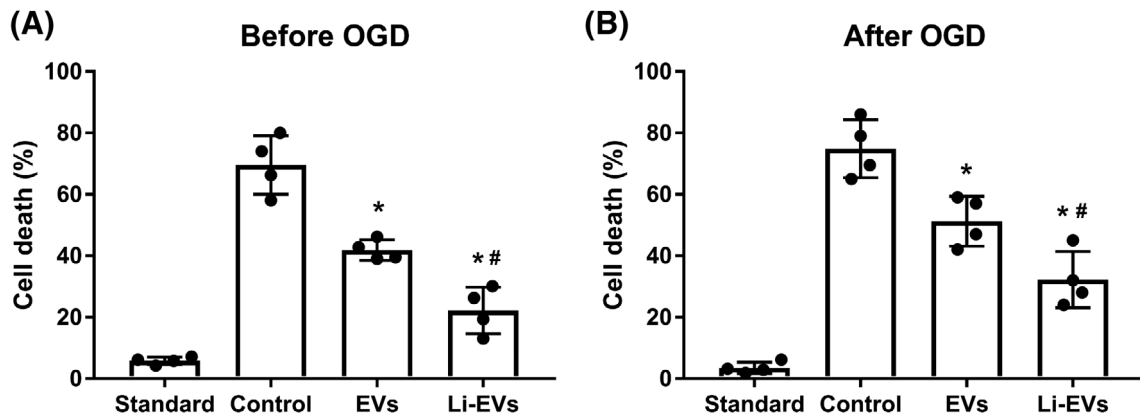 (A)
Before OGD
Cell death (%)
100
80
60
40
20
0
*
* #
Standard Control EVs Li-EVs
(B)
After OGD
Cell death (%)
100
80
60
40
20
0
*
* #
Standard Control EVs Li-EVs